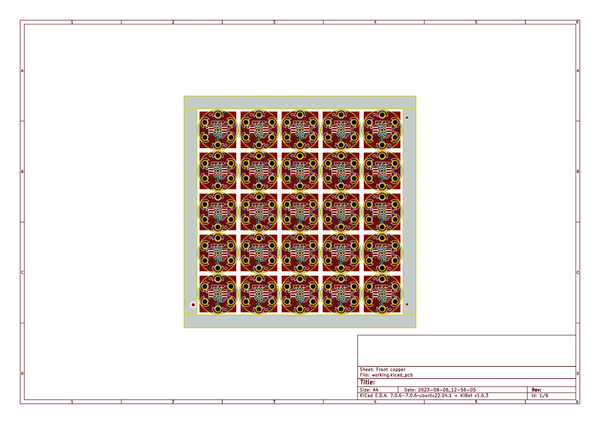 1 2 3 4 5 6
A A
B B
C C
Sheet: Front copper
File: working.kicad_pcb
Title:
Size: A4 Date: 2023-08-06_12-56-05 Rev:
KiCad E.D.A. 7.0.6-7.0.6~ubuntu22.04.1 + KiBot v1.6.3 Id: 1/6
D D
1 2 3 4 5 6